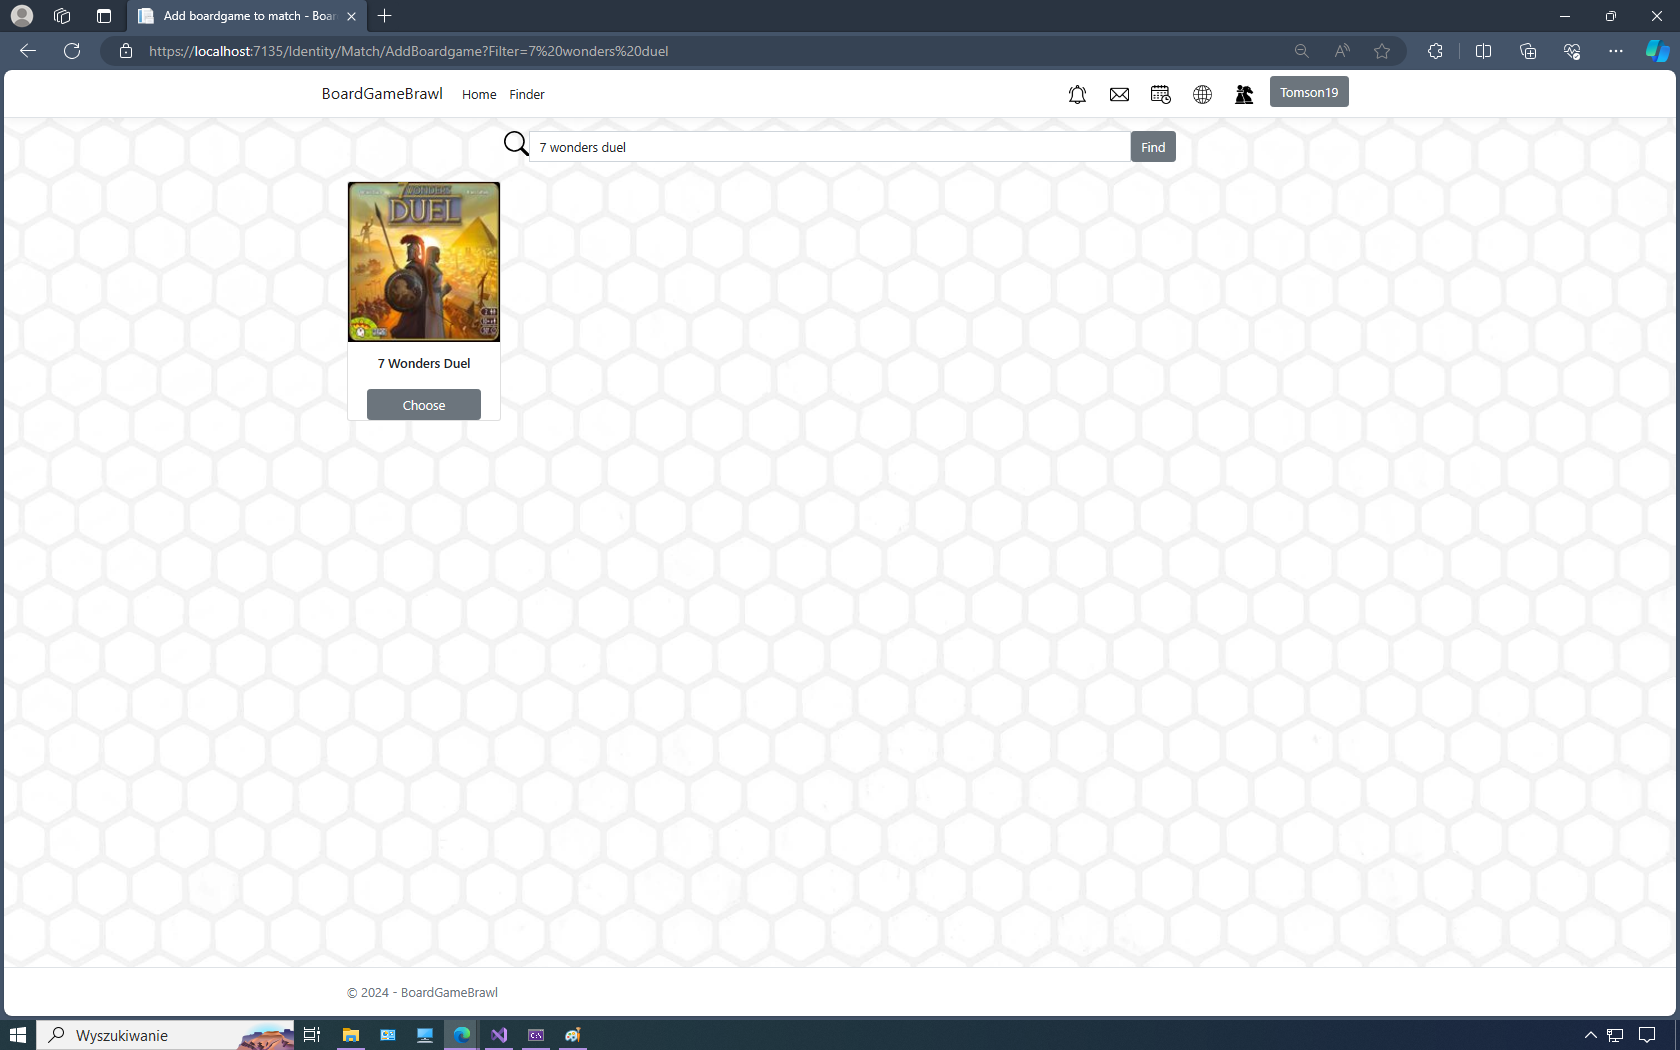 Add boardgame to match - Boar
https://localhost:7135/Identity/Match/AddBoardgame?Filter=7%20wonders%20duel
BoardGameBrawl Home Finder Tomson19
7 wonders duel Find
7 WONDERS
DUEL
7 Wonders Duel
Choose
© 2024 - BoardGameBrawl
Wyszukiwanie